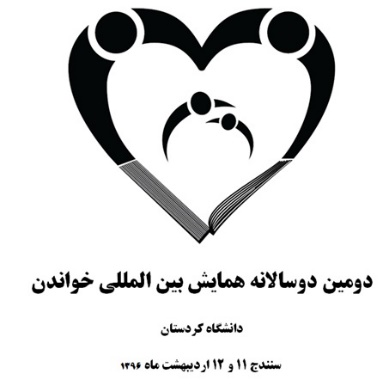 دومین دوسالانه همایش بین المللی خواندن
دانشگاه کردستان
سنندج ۱۱ و ۱۲ اردیبهشت ماه ۱۳۹۶